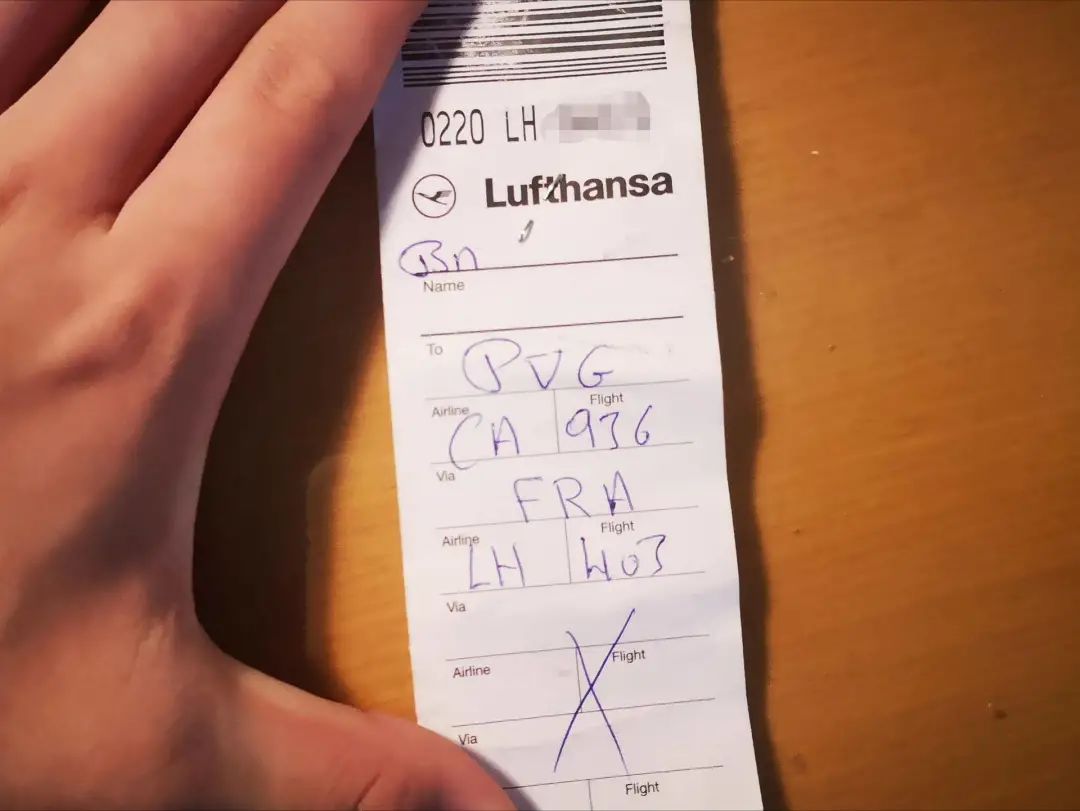 0220 LH
Lufthansa
Bn
Name
To
PVG
Airline Flight
CA 936
Via
FRA
Airline Flight
LH 403
Via
Airline Flight
Via
Flight